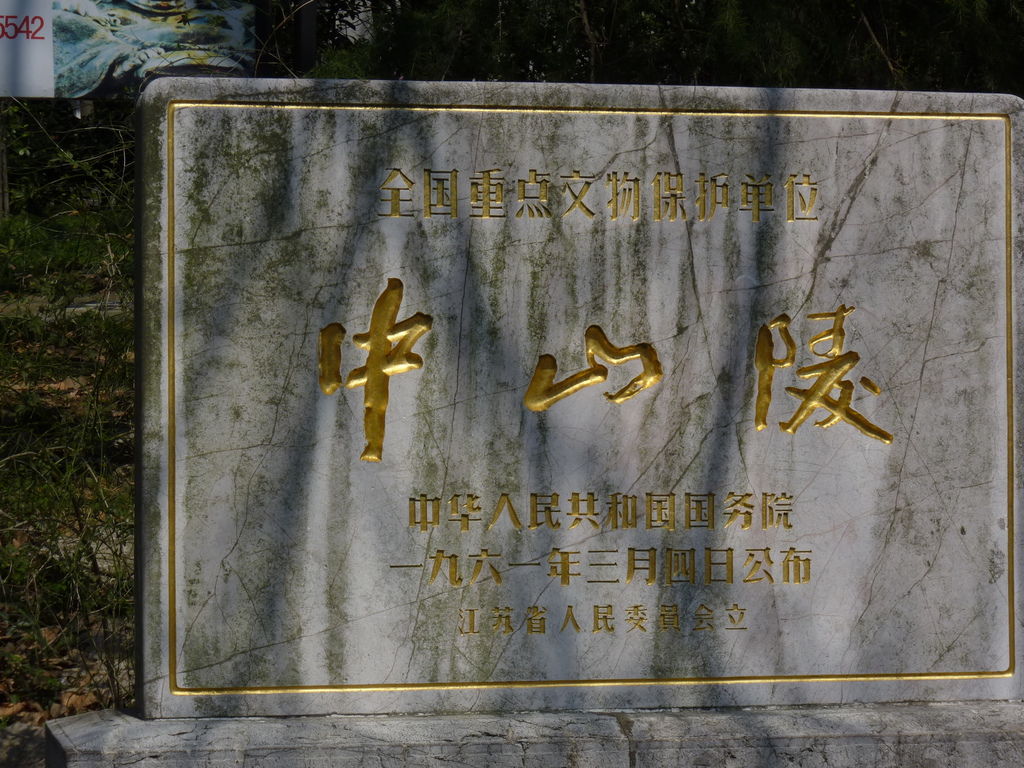 5542
全国重点文物保护单位
中山陵
中华人民共和国国务院
一九六一年三月四日公布
江苏省人民委員会立